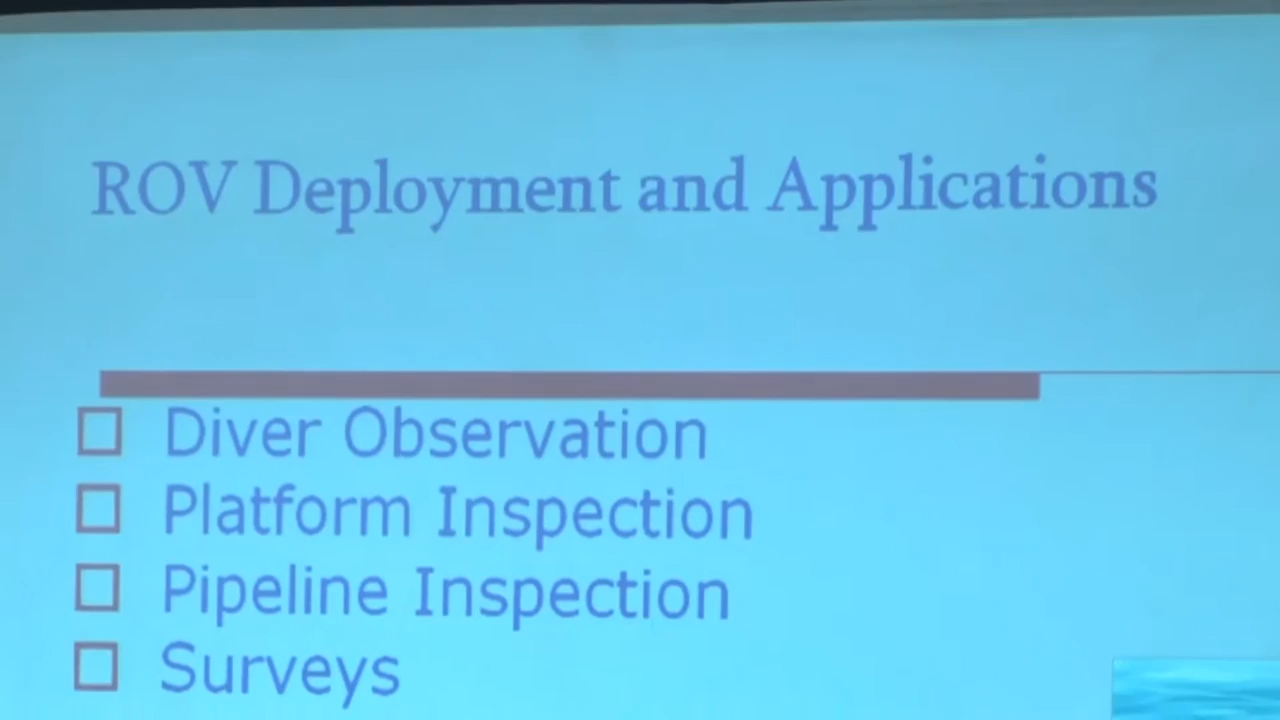 ROV Deployment and Applications
Diver Observation
Platform Inspection
Pipeline Inspection
Surveys